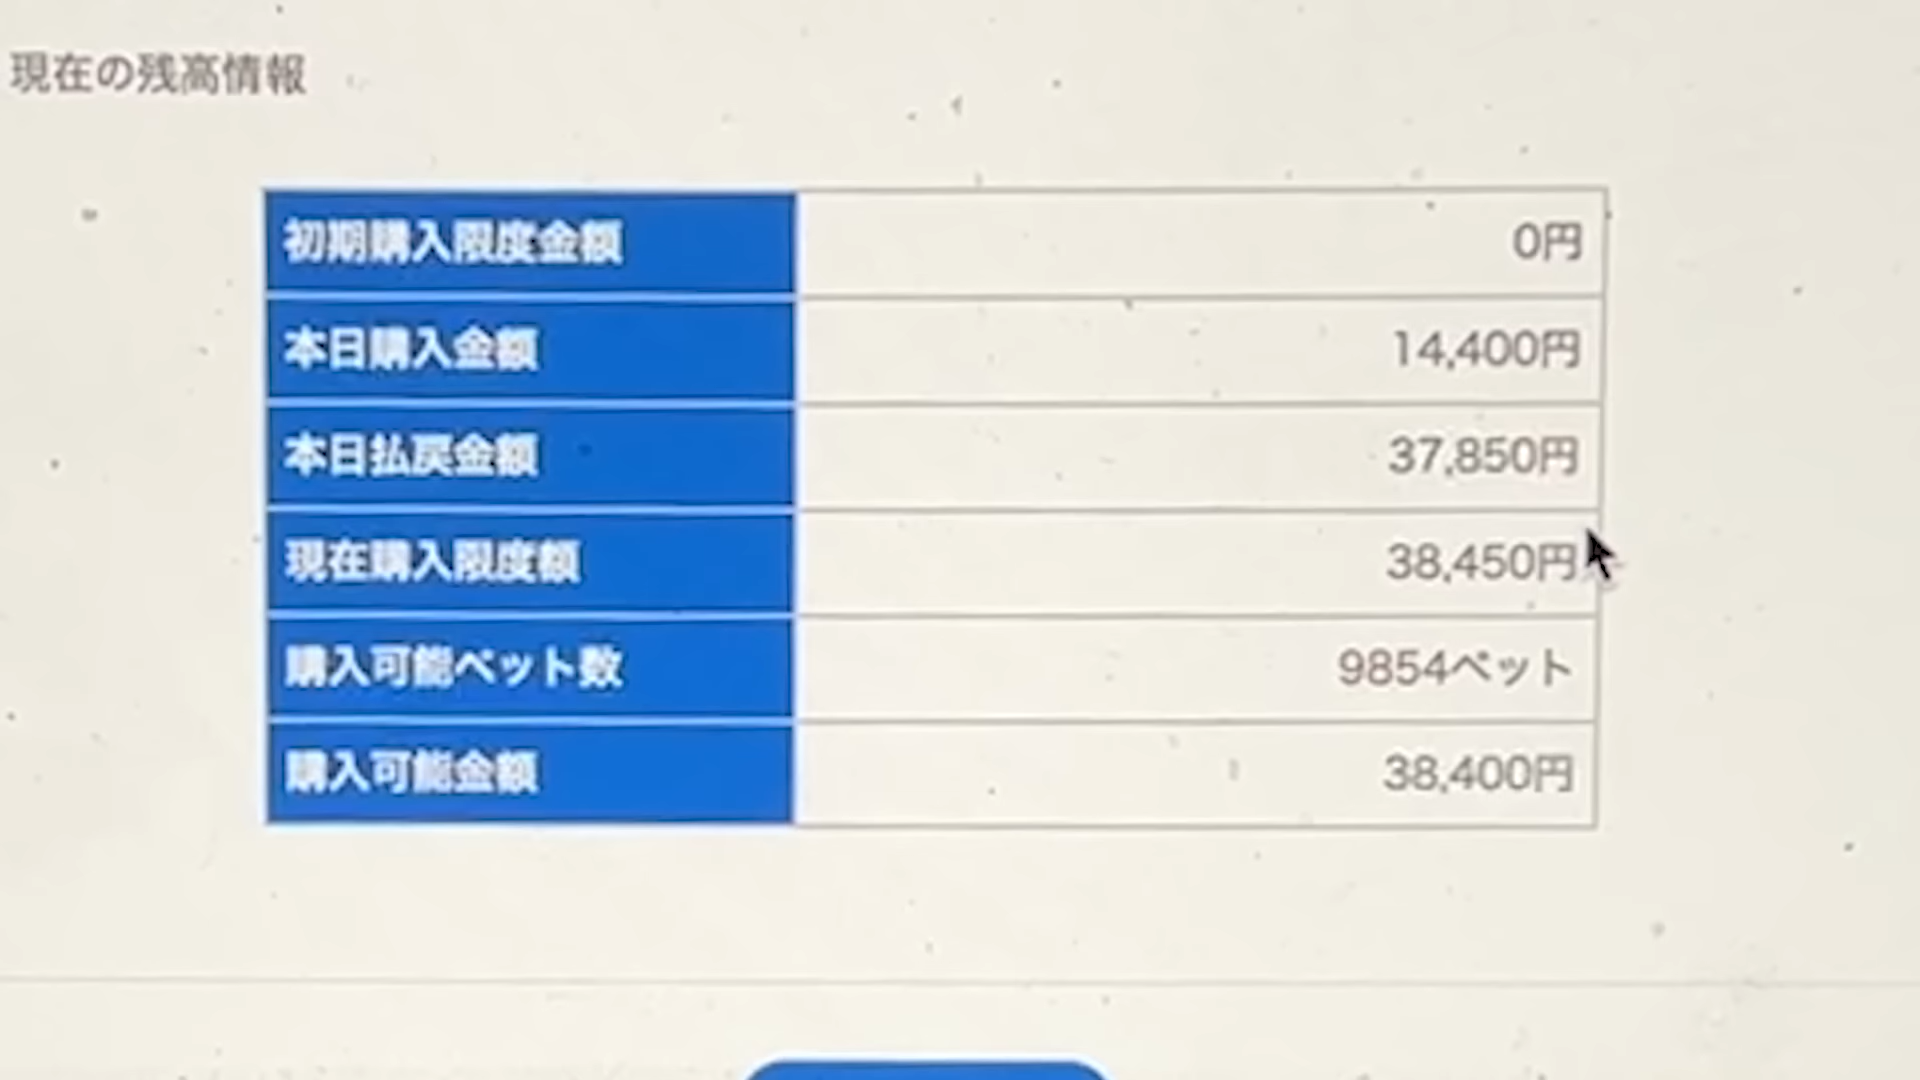 現在の残高情報
初期購入限度金額 0円
本日購入金額 14,400円
本日払戻金額 37,850円
現在購入限度額 38,450円
購入可能ベット数 9854ベット
購入可能金額 38,400円